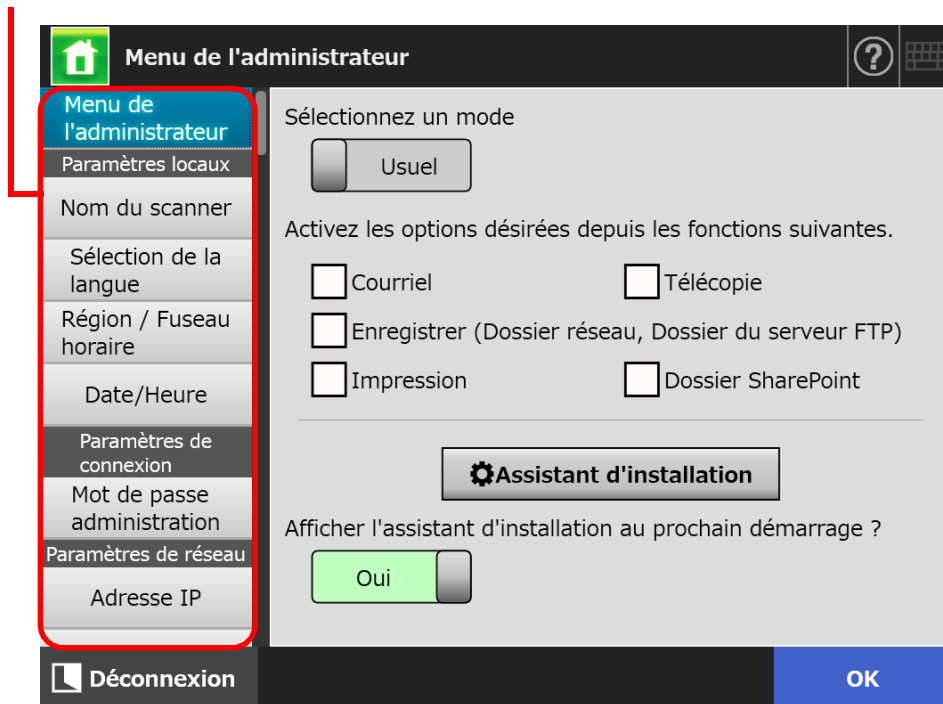 Menu de l'administrateur
?
Menu de
l'administrateur
Paramètres locaux
Nom du scanner
Sélection de la
langue
Région / Fuseau
horaire
Date/Heure
Paramètres de
connexion
Mot de passe
administration
Paramètres de réseau
Adresse IP
Sélectionnez un mode
Usuel
Activez les options désirées depuis les fonctions suivantes.
Courriel
Télécopie
Enregistrer (Dossier réseau, Dossier du serveur FTP)
Impression
Dossier SharePoint
Assistant d'installation
Afficher l'assistant d'installation au prochain démarrage ?
Oui
Déconnexion
OK